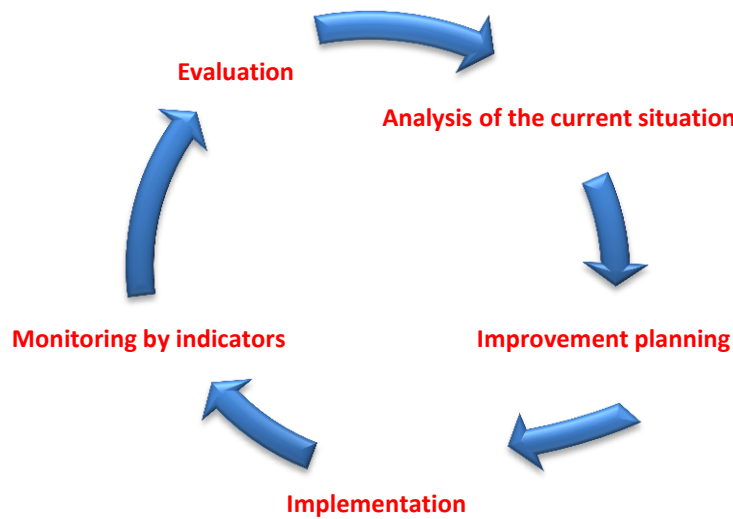 Evaluation
Analysis of the current situation
Monitoring by indicators
Improvement planning
Implementation